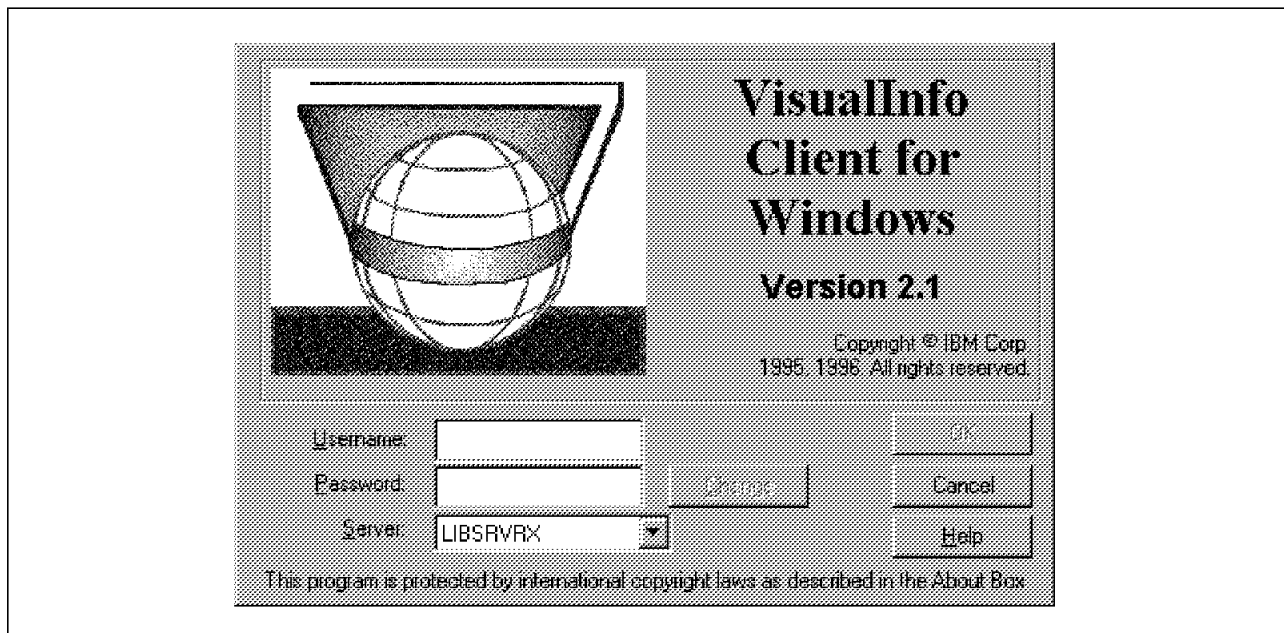 VisualInfo
Client for
Windows
Version 2.1
Copyright © IBM Corp.
1995, 1996. All rights reserved.
Username:
OK
Password:
Change
Cancel
Server:
LIBSRVRX
Help
This program is protected by international copyright laws as described in the About Box